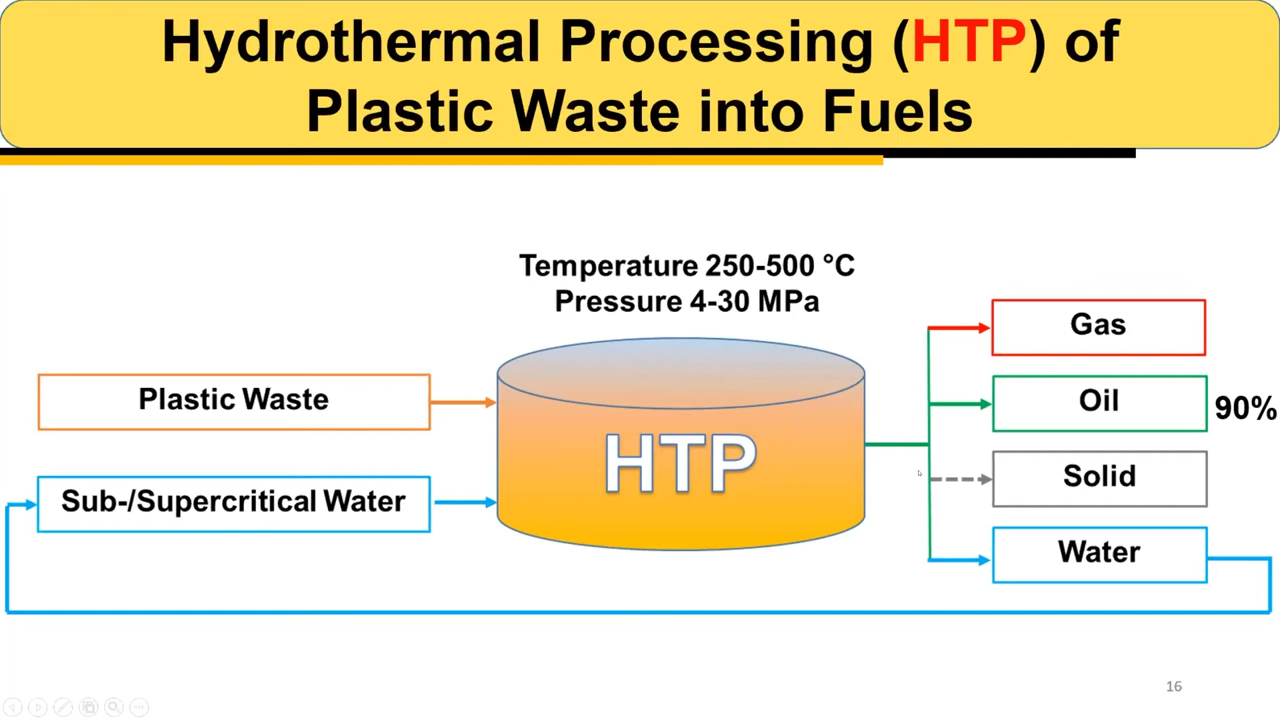 Hydrothermal Processing (HTP) of
Plastic Waste into Fuels
Temperature 250-500 °C
Pressure 4-30 MPa
Plastic Waste
Sub-/Supercritical Water
HTP
Gas
Oil
90%
Solid
Water
16